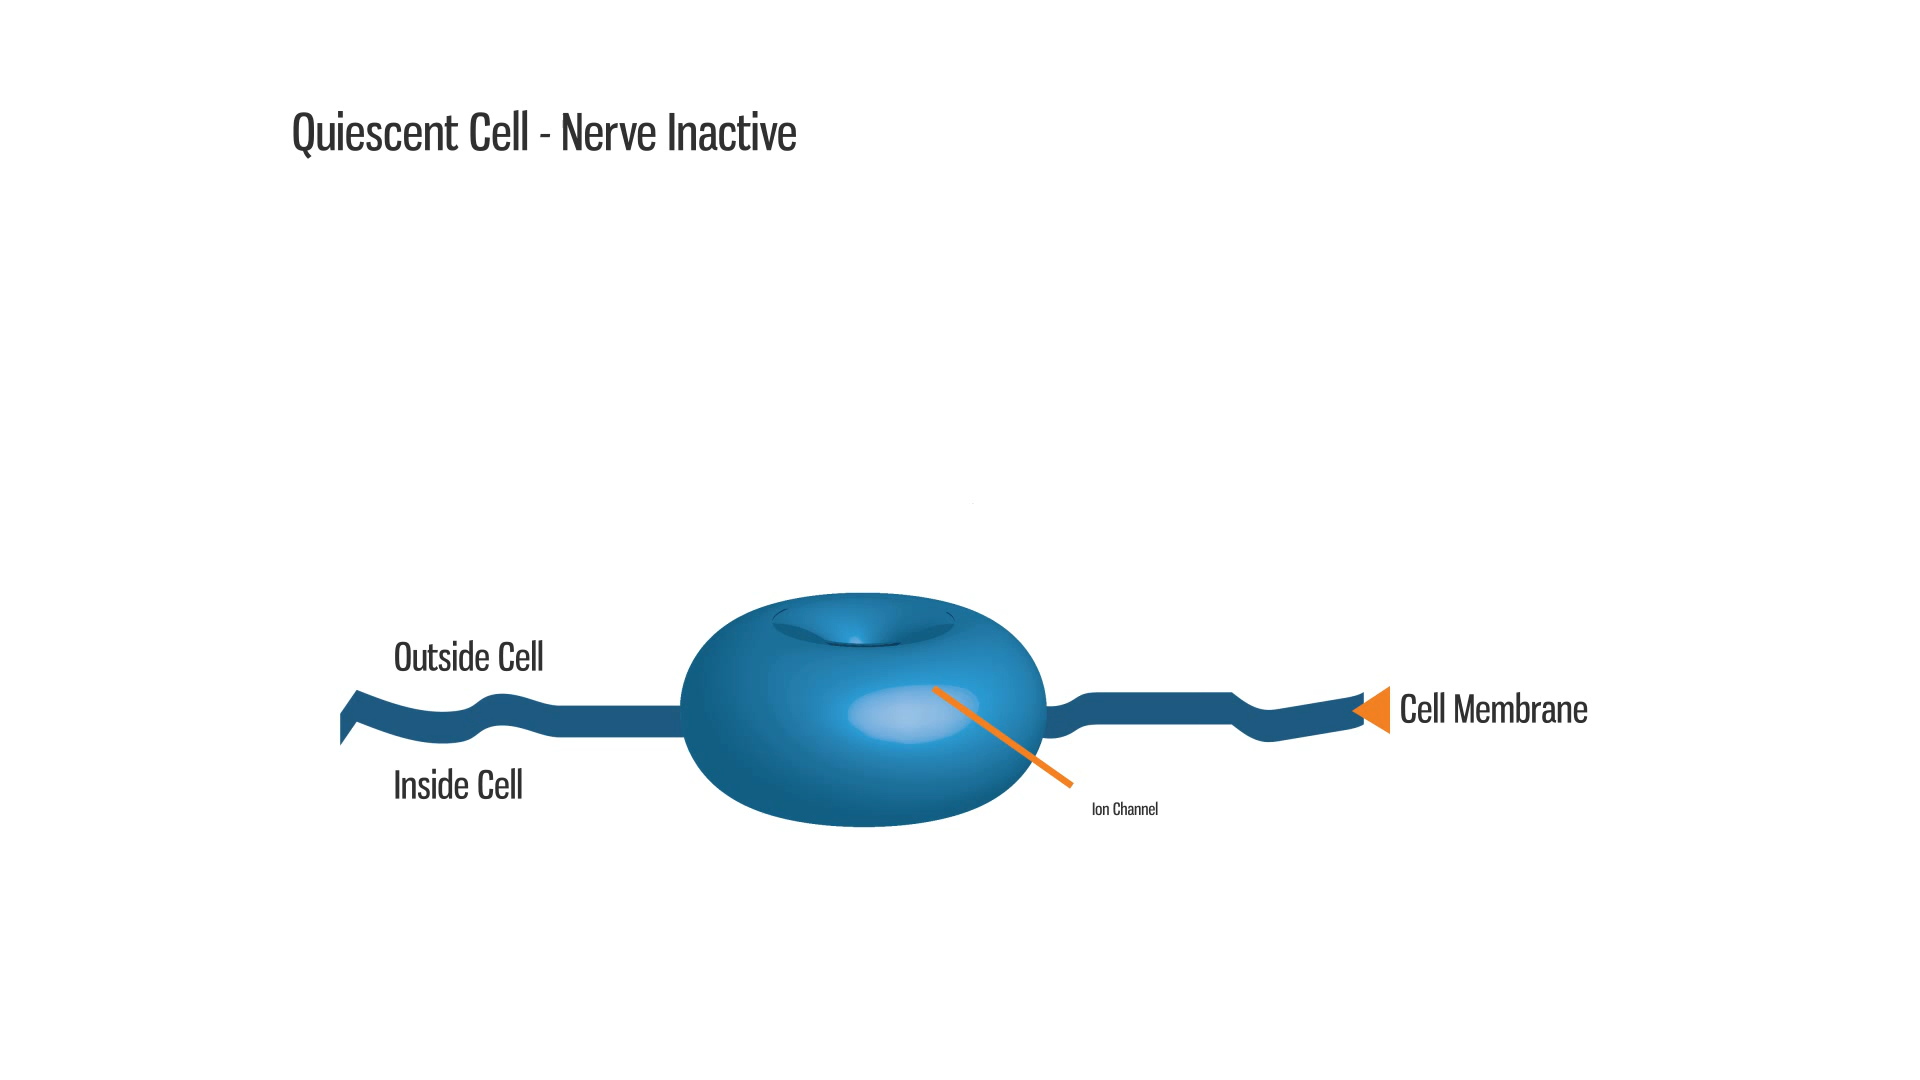 Quiescent Cell - Nerve Inactive
Outside Cell
Cell Membrane
Inside Cell
Ion Channel